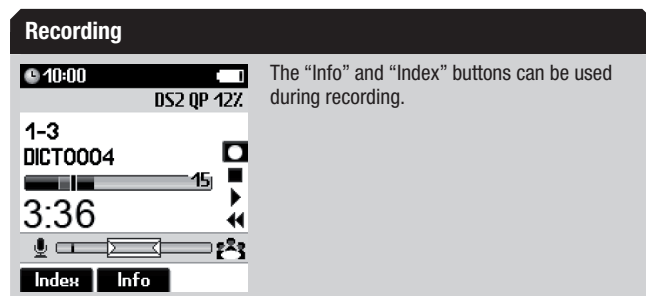 Recording
10:00
DS2 QP 12%
1-3
DICT0004
15
3:36
Index Info
The “Info” and “Index” buttons can be used
during recording.